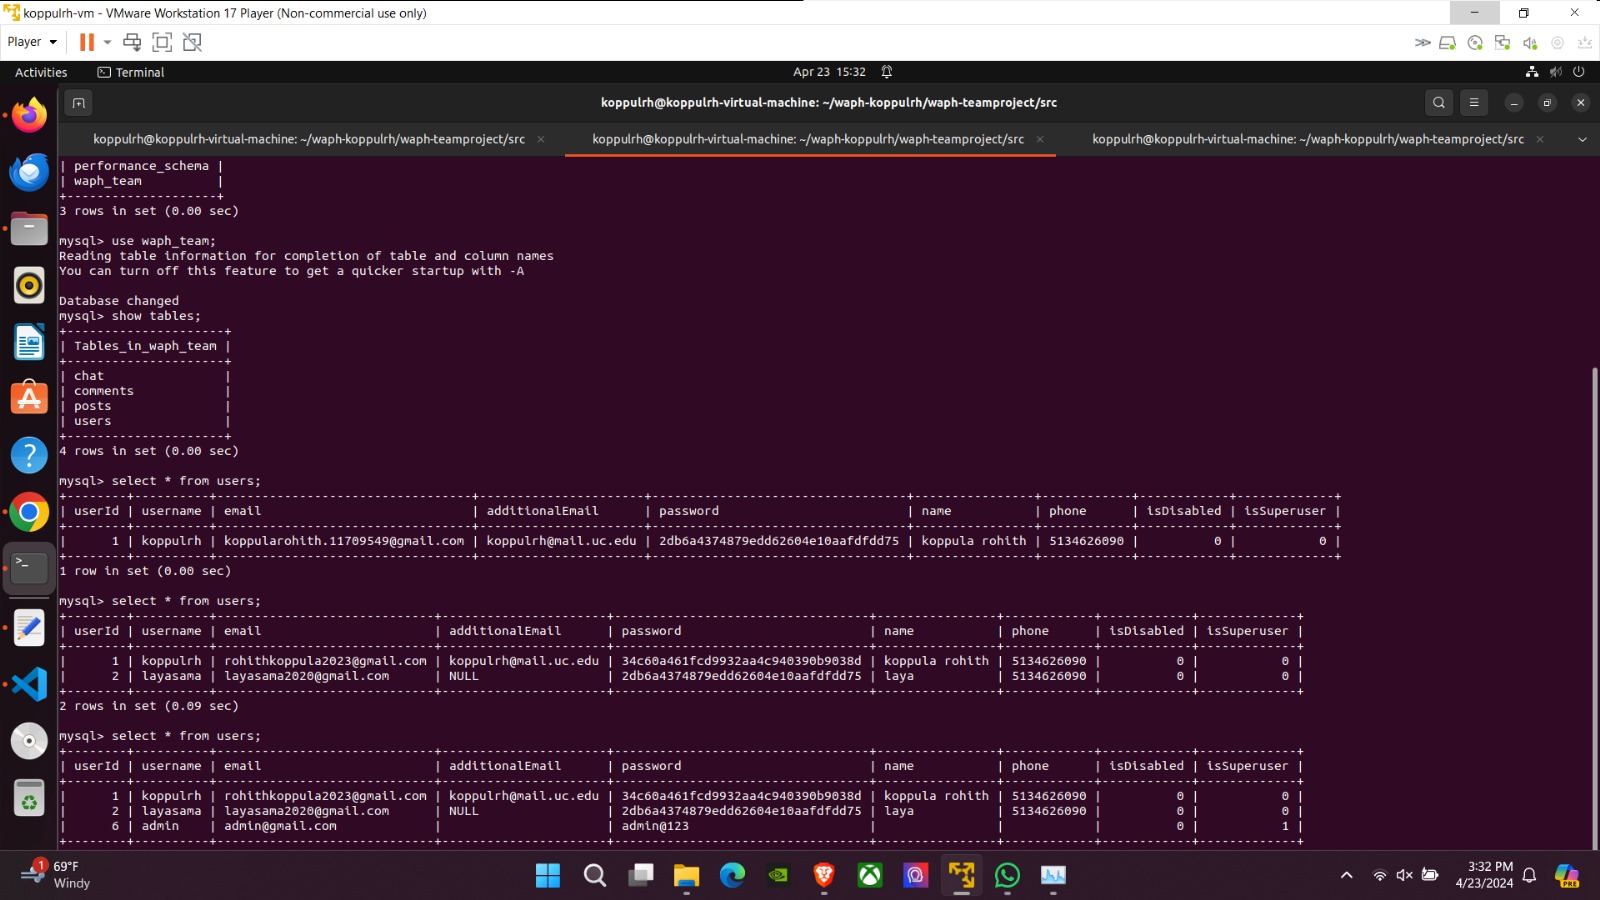 koppulrh-vm - VMware Workstation 17 Player (Non-commercial use only)
Player
Activities
Terminal
Apr 23 15:32
koppulrh@koppulrh-virtual-machine: ~/waph-koppulrh/waph-teamproject/src
koppulrh@koppulrh-virtual-machine: ~/waph-koppulrh/waph-teamproject/src
koppulrh@koppulrh-virtual-machine: ~/waph-koppulrh/waph-teamproject/src
koppulrh@koppulrh-virtual-machine: ~/waph-koppulrh/waph-teamproject/src
| performance_schema |
| waph_team          |
+--------------------+
3 rows in set (0.00 sec)
mysql> use waph_team;
Reading table information for completion of table and column names
You can turn off this feature to get a quicker startup with -A
Database changed
mysql> show tables;
+---------------------+
| Tables_in_waph_team |
+---------------------+
| chat                |
| comments            |
| posts               |
| users               |
+---------------------+
4 rows in set (0.00 sec)
mysql> select * from users;
+--------+----------+---------------------------------+----------------------+----------------------------------+----------------+------------+------------+-------------+
| userId | username | email                           | additionalEmail      | password                         | name           | phone      | isDisabled | isSuperuser |
+--------+----------+---------------------------------+----------------------+----------------------------------+----------------+------------+------------+-------------+
|      1 | koppulrh | koppularohith.11709549@gmail.com | koppulrh@mail.uc.edu | 2db6a4374879edd62604e10aafdfdd75 | koppula rohith | 5134626090 |          0 |           0 |
+--------+----------+---------------------------------+----------------------+----------------------------------+----------------+------------+------------+-------------+
1 row in set (0.00 sec)
mysql> select * from users;
+--------+----------+----------------------------+----------------------+----------------------------------+----------------+------------+------------+-------------+
| userId | username | email                      | additionalEmail      | password                         | name           | phone      | isDisabled | isSuperuser |
+--------+----------+----------------------------+----------------------+----------------------------------+----------------+------------+------------+-------------+
|      1 | koppulrh | rohithkoppula2023@gmail.com | koppulrh@mail.uc.edu | 34c60a461fcd9932aa4c940390b9038d | koppula rohith | 5134626090 |          0 |           0 |
|      2 | layasama | layasama2020@gmail.com     | NULL                 | 2db6a4374879edd62604e10aafdfdd75 | laya           | 5134626090 |          0 |           0 |
+--------+----------+----------------------------+----------------------+----------------------------------+----------------+------------+------------+-------------+
2 rows in set (0.09 sec)
mysql> select * from users;
+--------+----------+----------------------------+----------------------+----------------------------------+----------------+------------+------------+-------------+
| userId | username | email                      | additionalEmail      | password                         | name           | phone      | isDisabled | isSuperuser |
+--------+----------+----------------------------+----------------------+----------------------------------+----------------+------------+------------+-------------+
|      1 | koppulrh | rohithkoppula2023@gmail.com | koppulrh@mail.uc.edu | 34c60a461fcd9932aa4c940390b9038d | koppula rohith | 5134626090 |          0 |           0 |
|      2 | layasama | layasama2020@gmail.com     | NULL                 | 2db6a4374879edd62604e10aafdfdd75 | laya           | 5134626090 |          0 |           0 |
|      6 | admin    | admin@gmail.com            |                      | admin@123                        |                |            |          0 |           1 |
+--------+----------+----------------------------+----------------------+----------------------------------+----------------+------------+------------+-------------+
1
69°F
Windy
3:32 PM
4/23/2024
PRE